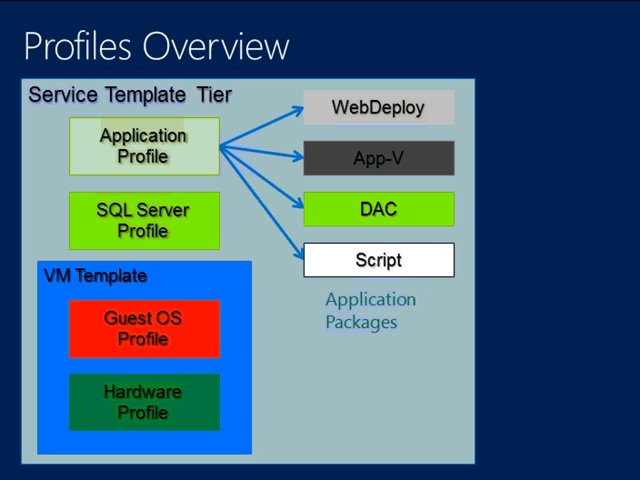 Profiles Overview
Service Template Tier
Application
Profile
SQL Server
Profile
VM Template
Guest OS
Profile
Hardware
Profile
WebDeploy
App-V
DAC
Script
Application
Packages